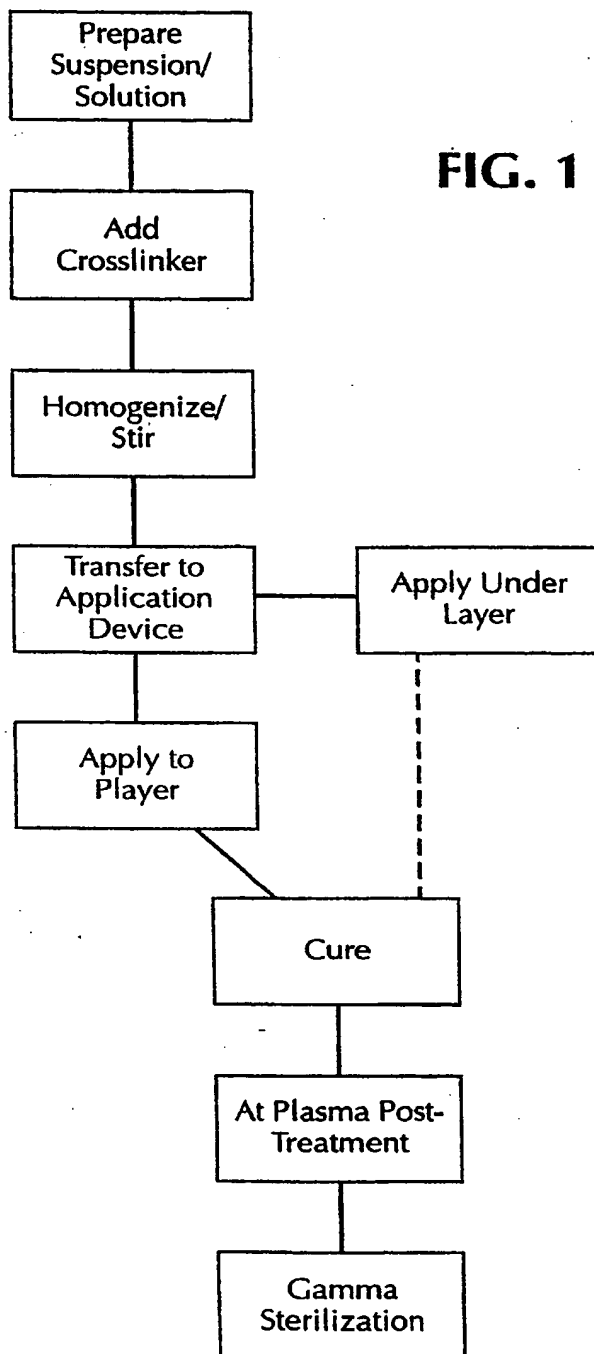 Prepare
Suspension/
Solution
FIG. 1
Add
Crosslinker
Homogenize/
Stir
Transfer to
Application
Device
Apply Under
Layer
Apply to
Player
Cure
At Plasma Post-
Treatment
Gamma
Sterilization